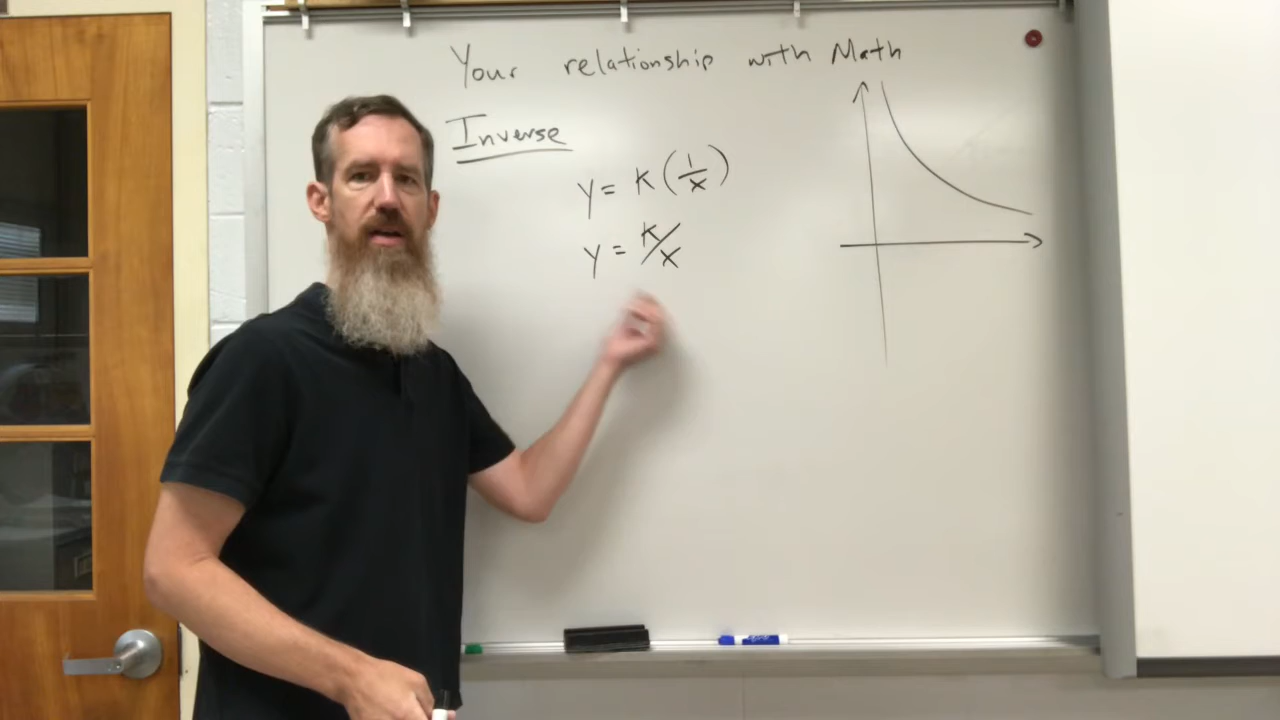 Your relationship with Math
Inverse
y = K(1/x)
y = K/x